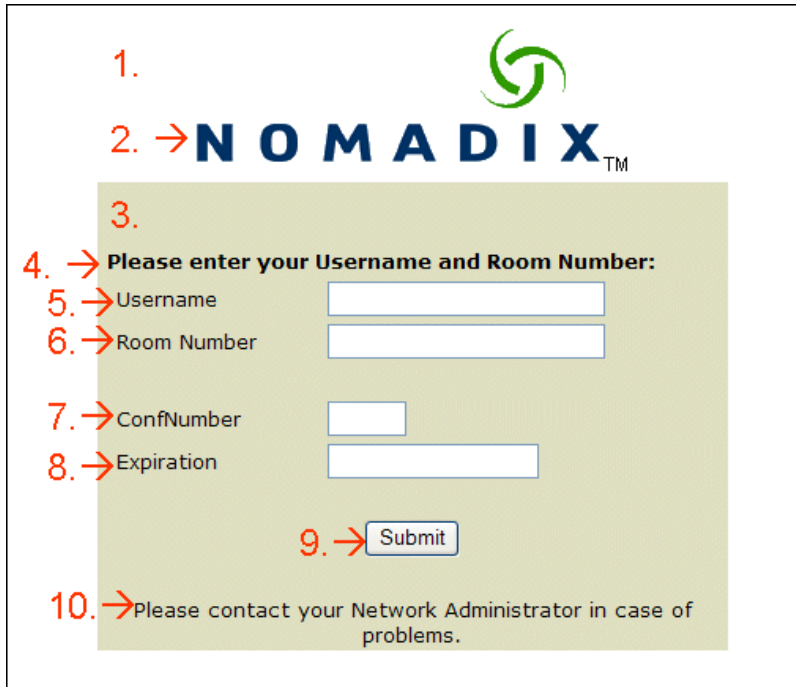 1.
2. → NOMADIX TM
3.
4. → Please enter your Username and Room Number:
5. → Username
6. → Room Number
7. → ConfNumber
8. → Expiration
9. → Submit
10. → Please contact your Network Administrator in case of
problems.